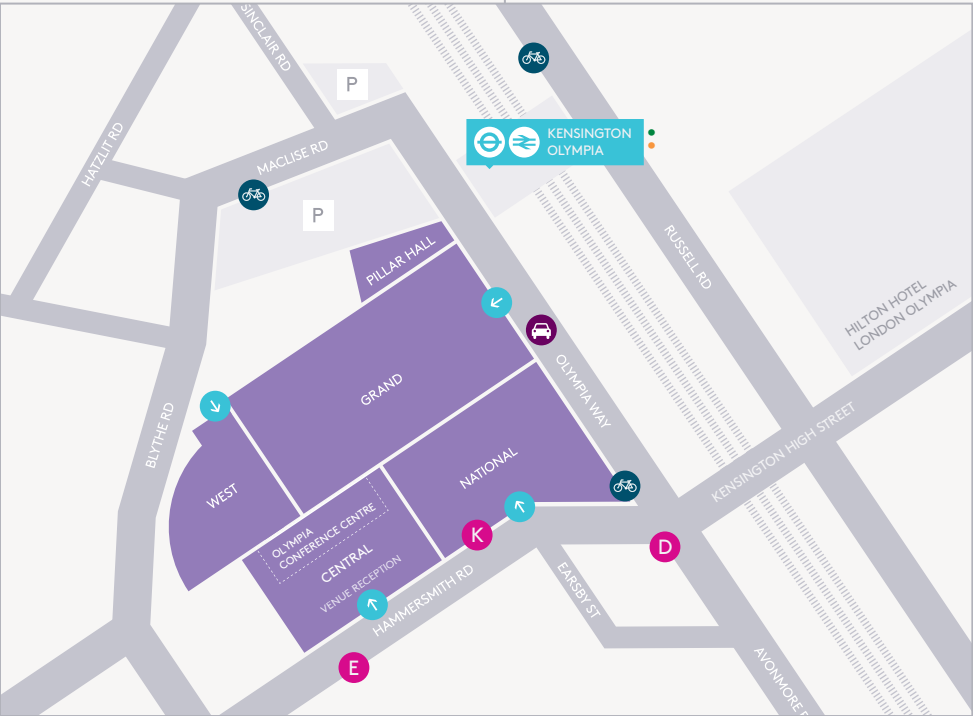 SINCLAIR RD
P
KENSINGTON
OLYMPIA
HATZLIT RD
MACLISE RD
P
PILLAR HALL
RUSSELL RD
HILTON HOTEL
LONDON OLYMPIA
GRAND
OLYMPIA WAY
BLYTHE RD
KENSINGTON HIGH STREET
NATIONAL
WEST
OLYMPIA
CONFERENCE CENTRE
CENTRAL
VENUE RECEPTION
K
D
HAMMERSMITH RD
EARSBY ST
E
AVONMORE